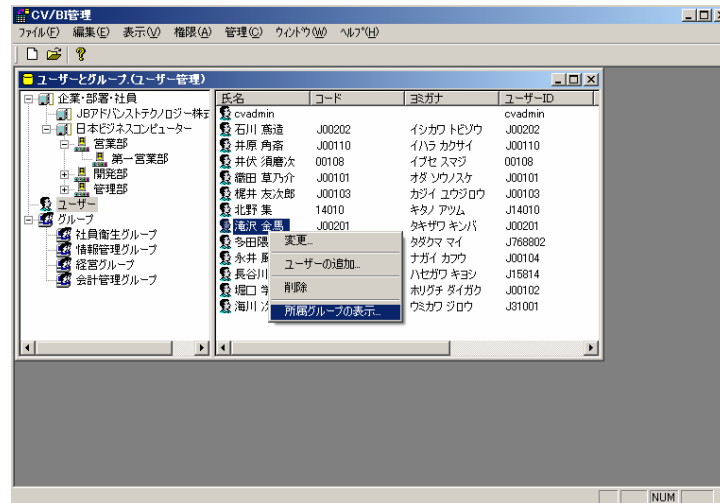 CV/BI管理
ファイル(F) 編集(E) 表示(V) 権限(A) 管理(C) ウィンドウ(W) ヘルプ(H)
ユーザーとグループ.(ユーザー管理)
企業・部署・社員
JBアドバンストテクノロジー株式
日本ビジネスコンピューター
営業部
第一営業部
開発部
管理部
ユーザー
グループ
社員衛生グループ
情報管理グループ
経営グループ
会計管理グループ
氏名 コード ヨミガナ ユーザーID
cvadmin cvadmin
石川 蔦造 J00202 イシカワ トビゾウ J00202
井原 角斎 J00110 イハラ カクサイ J00110
井伏 須磨次 00108 イブセ スマジ 00108
織田 草乃介 J00101 オダ ソウノスケ J00101
梶井 友次郎 J00103 カジイ ユウジロウ J00103
北野 集 14010 キタノ アツム J14010
滝沢 金馬 J00201 タキザワ キンバ J00201
多田隈 タダクマ マイ J768802
永井 ナガイ カフウ J00104
長谷川 ハセガワ キヨシ J15814
堀口 学 ホリグチ ダイガク J00102
海川 次 ウミカワ ジロウ J31001
変更...
ユーザーの追加...
削除
所属グループの表示...
NUM